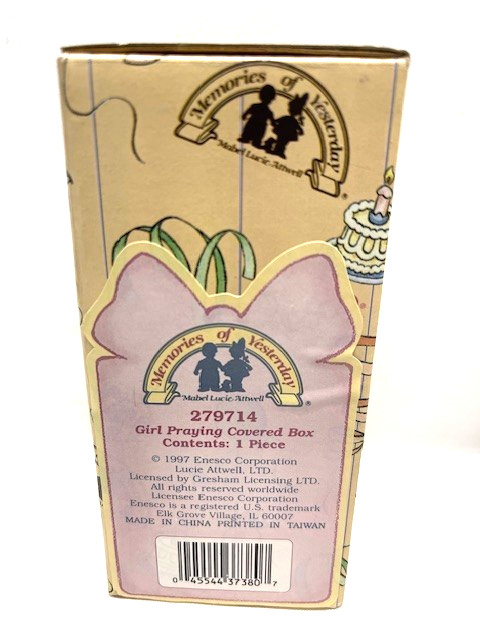 Memories of Yesterday
Mabel Lucie Attwell
®
Memories of Yesterday
Mabel Lucie Attwell
®
279714
Girl Praying Covered Box
Contents: 1 Piece
© 1997 Enesco Corporation
Lucie Attwell, LTD.
Licensed by Gresham Licensing LTD.
All rights reserved worldwide
Licensee Enesco Corporation
Enesco is a registered U.S. trademark
Elk Grove Village, IL 60007
MADE IN CHINA PRINTED IN TAIWAN
0 45544 37380 7